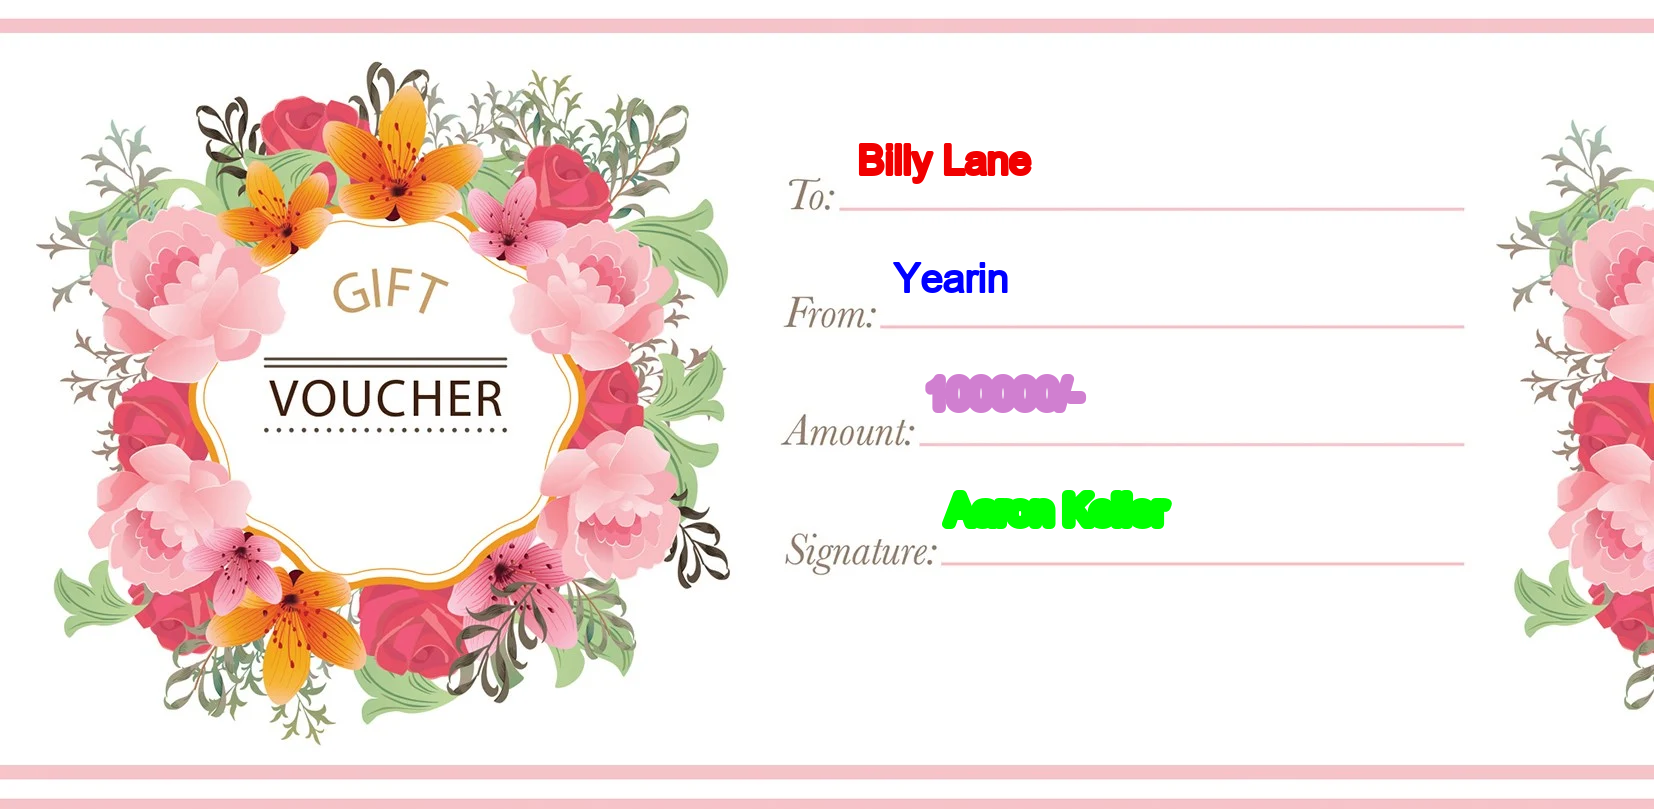 GIFT
VOUCHER
To: Billy Lane
From: Yearin
Amount: 100000/-
Signature: Aaron Keller